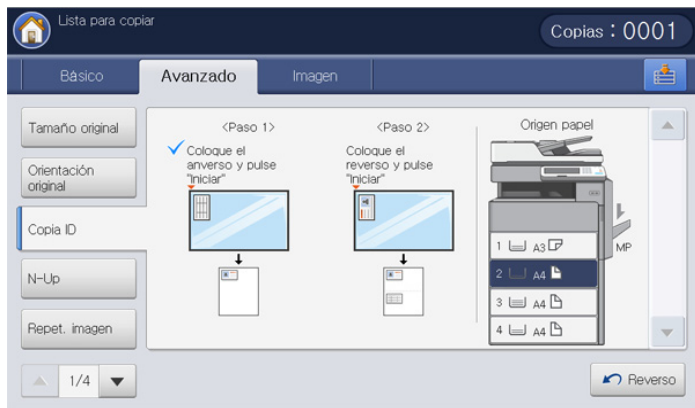 Lista para copiar
Copias : 0001
Básico
Avanzado
Imagen
Tamaño original
Orientación
original
Copia ID
N-Up
Repet. imagen
1/4
<Paso 1>
Coloque el
anverso y pulse
"Iniciar"
<Paso 2>
Coloque el
reverso y pulse
"Iniciar"
Origen papel
MP
1 A3
2 A4
3 A4
4 A4
Reverso